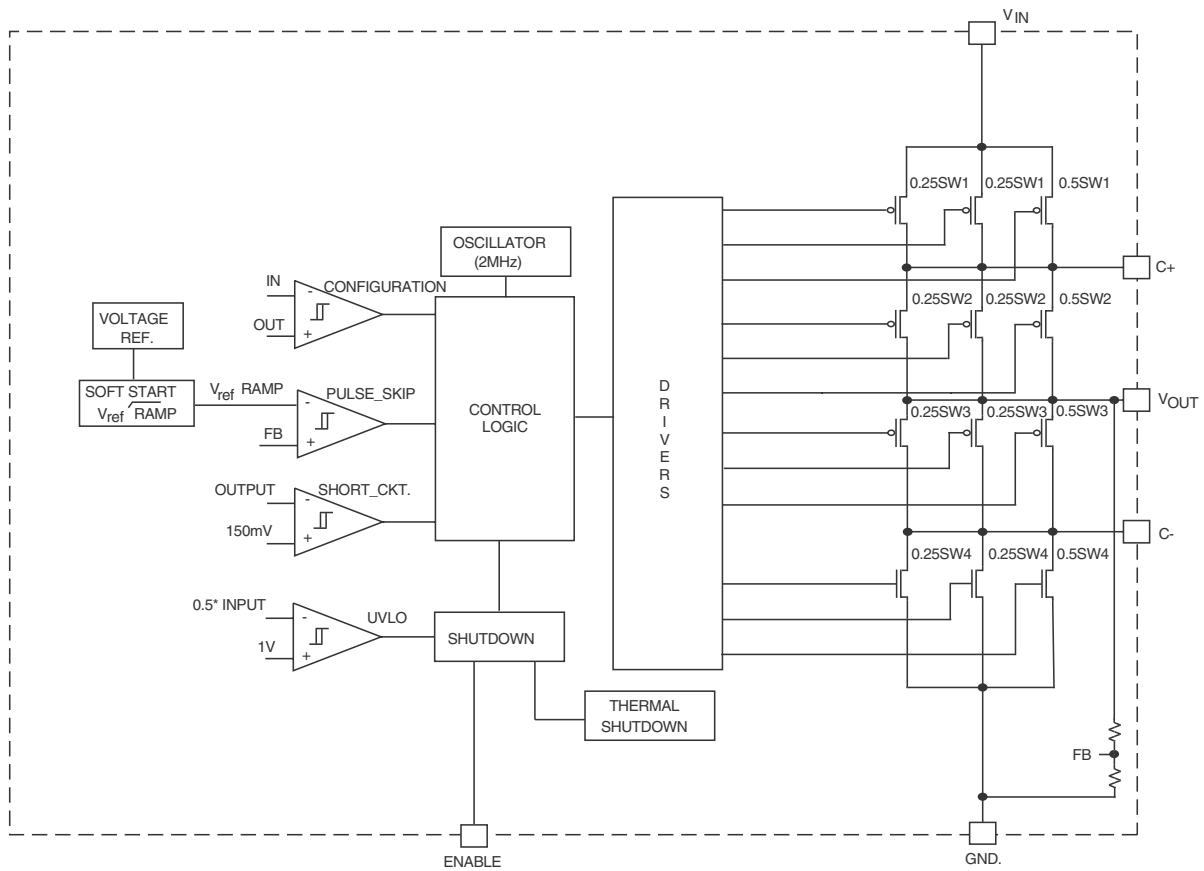 VIN
0.25SW1 0.25SW1 0.5SW1
OSCILLATOR
(2MHz)
C+
IN
CONFIGURATION
OUT
VOLTAGE
REF.
0.25SW2 0.25SW2 0.5SW2
SOFT START
Vref RAMP
Vref RAMP
PULSE_SKIP
FB
CONTROL
LOGIC
DRIVERS
VOUT
0.25SW3 0.25SW3 0.5SW3
OUTPUT
SHORT_CKT.
150mV
C-
0.25SW4 0.25SW4 0.5SW4
0.5* INPUT
UVLO
1V
SHUTDOWN
THERMAL
SHUTDOWN
FB
ENABLE
GND.
- + - + - + - +